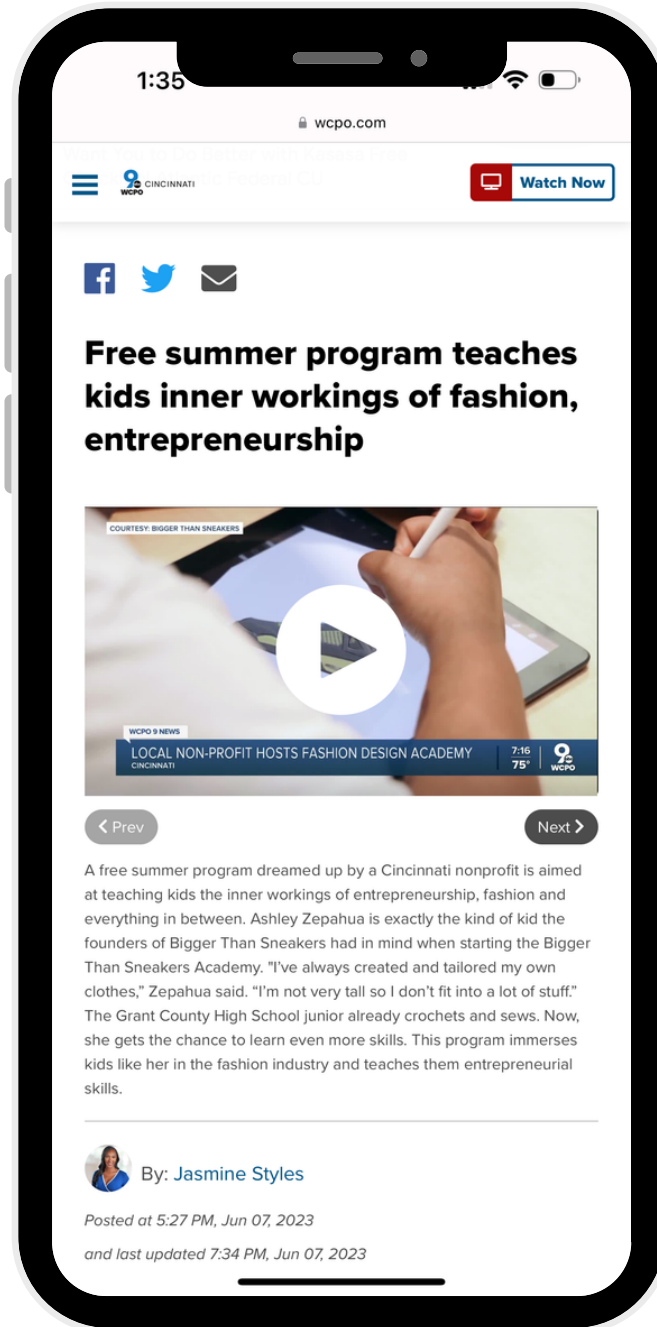 1:35
wcpo.com
9
WCPO
CINCINNATI
Watch Now
Free summer program teaches
kids inner workings of fashion,
entrepreneurship
COURTESY: BIGGER THAN SNEAKERS
WCPO 9 NEWS
LOCAL NON-PROFIT HOSTS FASHION DESIGN ACADEMY
CINCINNATI
7:16
75°
9
WCPO
Prev
Next
A free summer program dreamed up by a Cincinnati nonprofit is aimed
at teaching kids the inner workings of entrepreneurship, fashion and
everything in between. Ashley Zepahua is exactly the kind of kid the
founders of Bigger Than Sneakers had in mind when starting the Bigger
Than Sneakers Academy. "I’ve always created and tailored my own
clothes,” Zepahua said. “I’m not very tall so I don’t fit into a lot of stuff.”
The Grant County High School junior already crochets and sews. Now,
she gets the chance to learn even more skills. This program immerses
kids like her in the fashion industry and teaches them entrepreneurial
skills.
By: Jasmine Styles
Posted at 5:27 PM, Jun 07, 2023
and last updated 7:34 PM, Jun 07, 2023